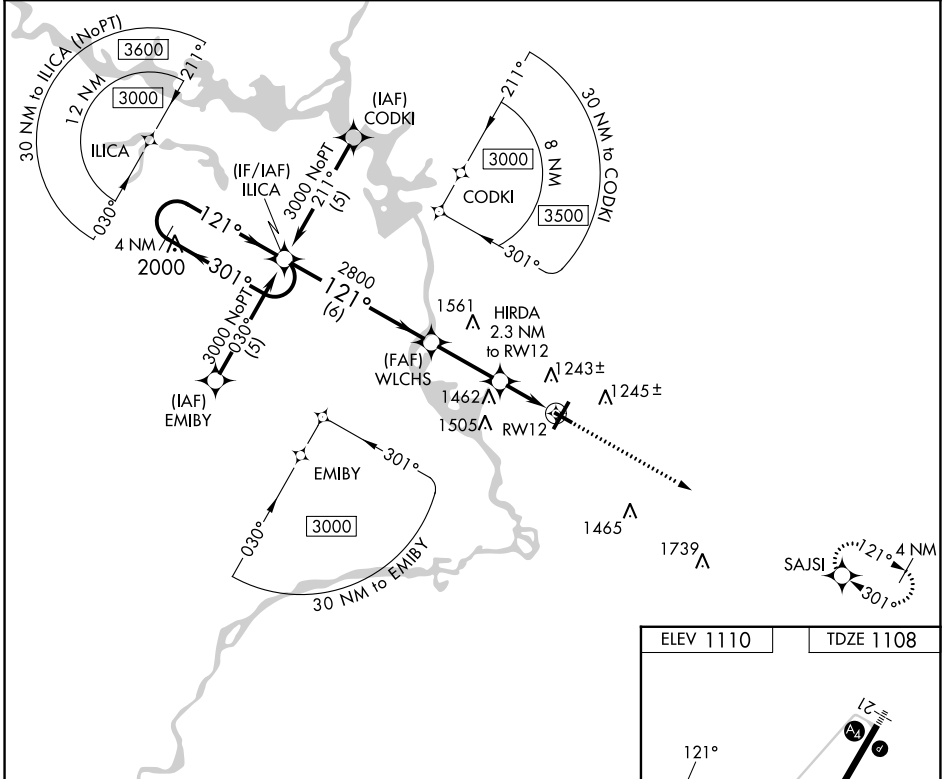 30 NM to ILICA (NoPT)
3600
12 NM
3000
211°
ILICA
030°
(IAF)
CODKI
3000 NoPT
211°
(5)
(IF/IAF)
ILICA
211°
30 NM to CODKI
3000
8 NM
CODKI
3500
301°
121°
4 NM
2000
301°
2800
121°
(6)
3000 NoPT
030°
(5)
(IAF)
EMIBY
1561
HIRDA
2.3 NM
to RW12
(FAF)
WLCHS
1243±
1462
1245±
1505
RW12
301°
EMIBY
030°
3000
30 NM to EMIBY
1465
1739
SAJSI
121°
4 NM
301°
ELEV 1110
TDZE 1108
21
A4
P
121°